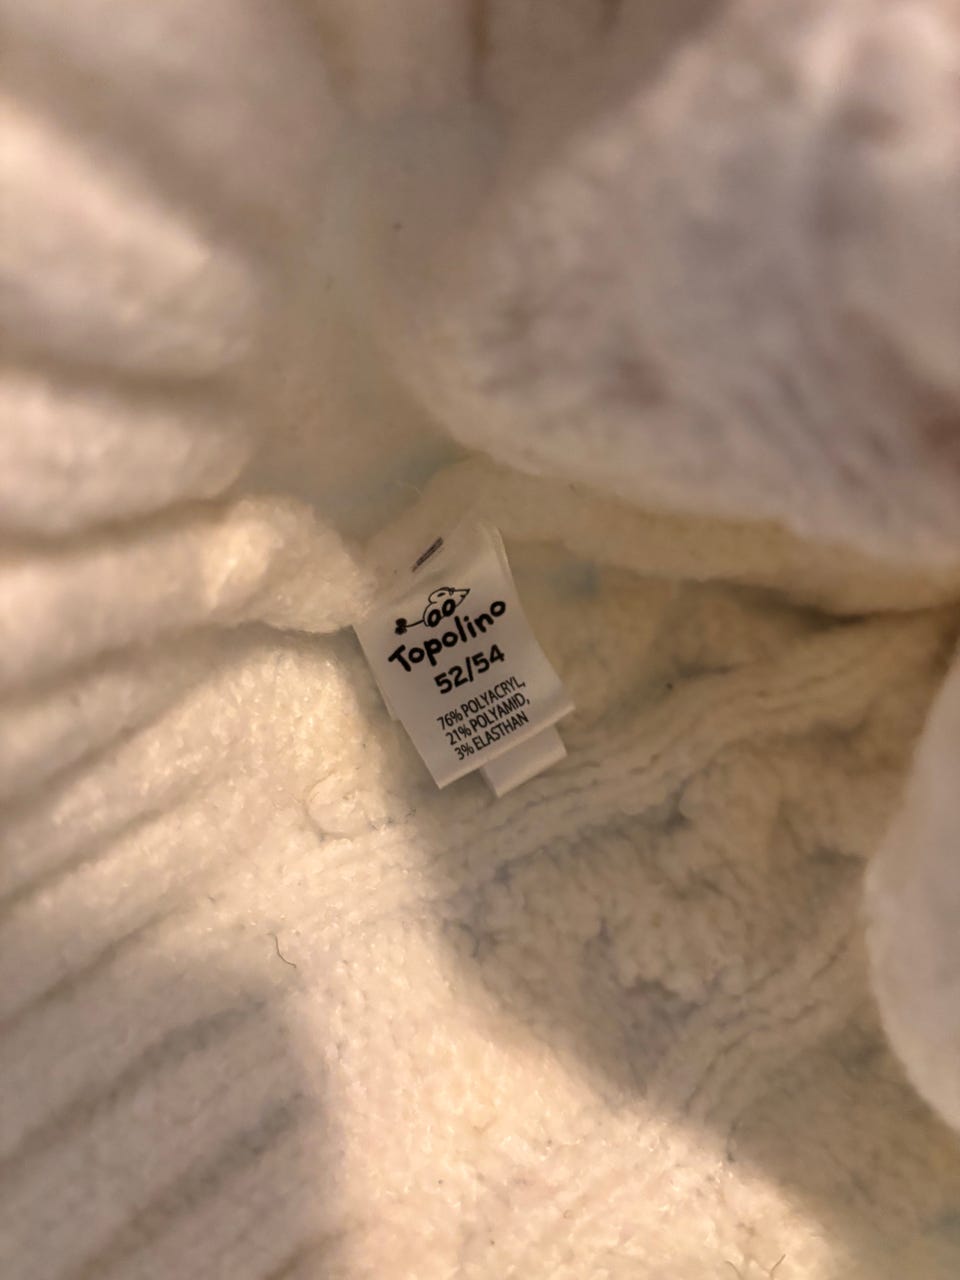 Topolino
52/54
76% POLYACRYL,
21% POLYAMID,
3% ELASTHAN